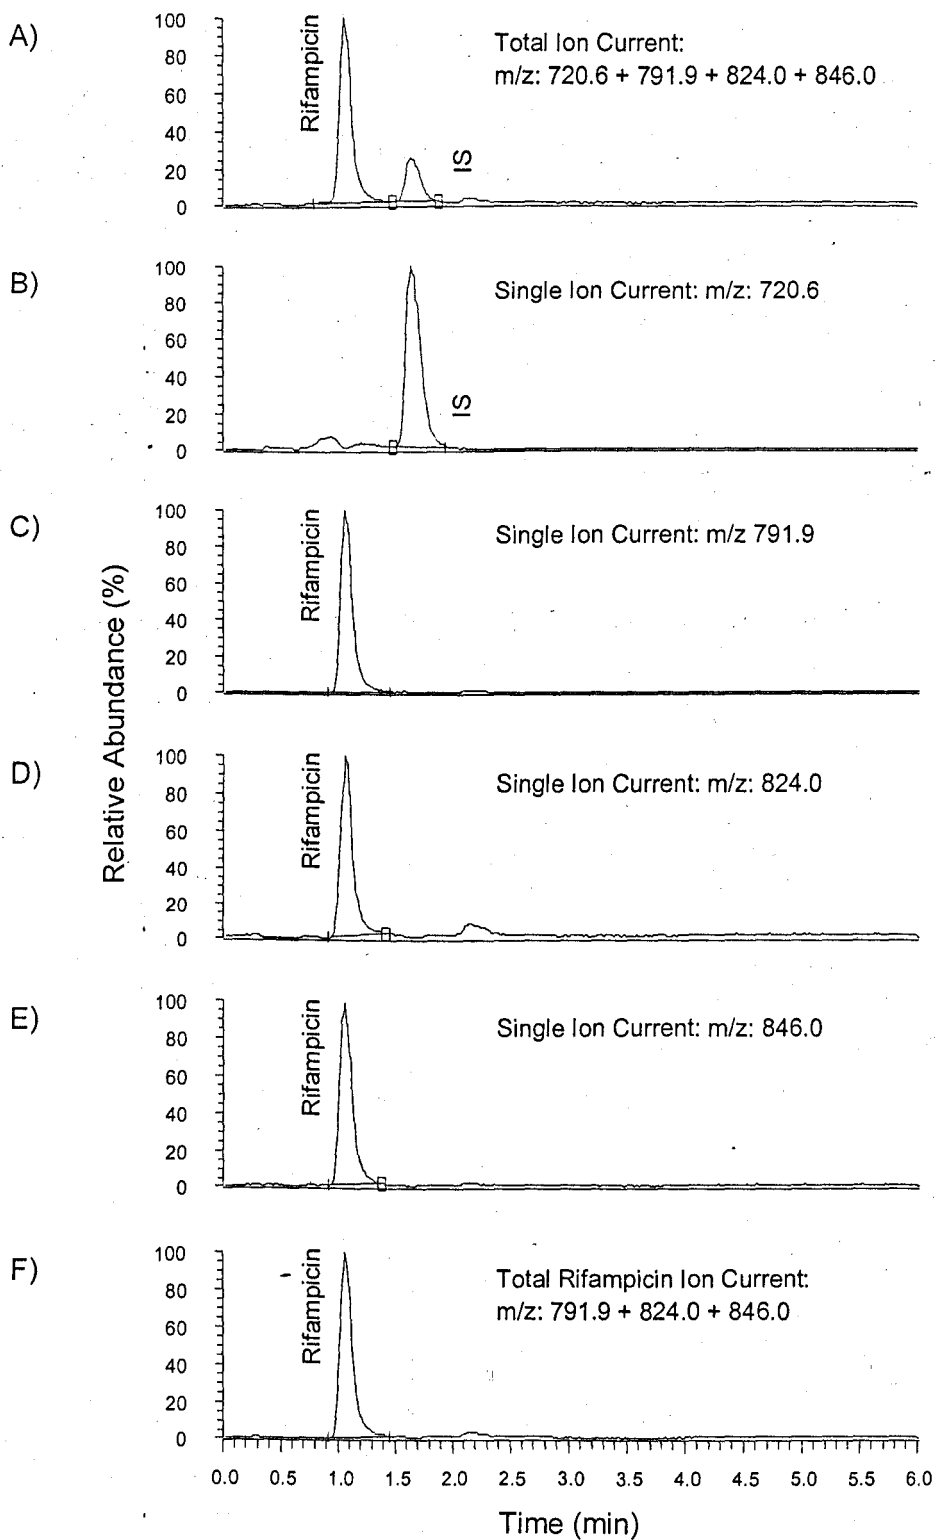 A)
100
80
60
40
20
0
Rifampicin
IS
Total Ion Current:
m/z: 720.6 + 791.9 + 824.0 + 846.0
B)
100
80
60
40
20
0
IS
Single Ion Current: m/z: 720.6
C)
100
80
60
40
20
0
Rifampicin
Single Ion Current: m/z 791.9
Relative Abundance (%)
D)
100
80
60
40
20
0
Rifampicin
Single Ion Current: m/z: 824.0
E)
100
80
60
40
20
0
Rifampicin
Single Ion Current: m/z: 846.0
F)
100
80
60
40
20
0
Rifampicin
Total Rifampicin Ion Current:
m/z: 791.9 + 824.0 + 846.0
0.0 0.5 1.0 1.5 2.0 2.5 3.0 3.5 4.0 4.5 5.0 5.5 6.0
Time (min)